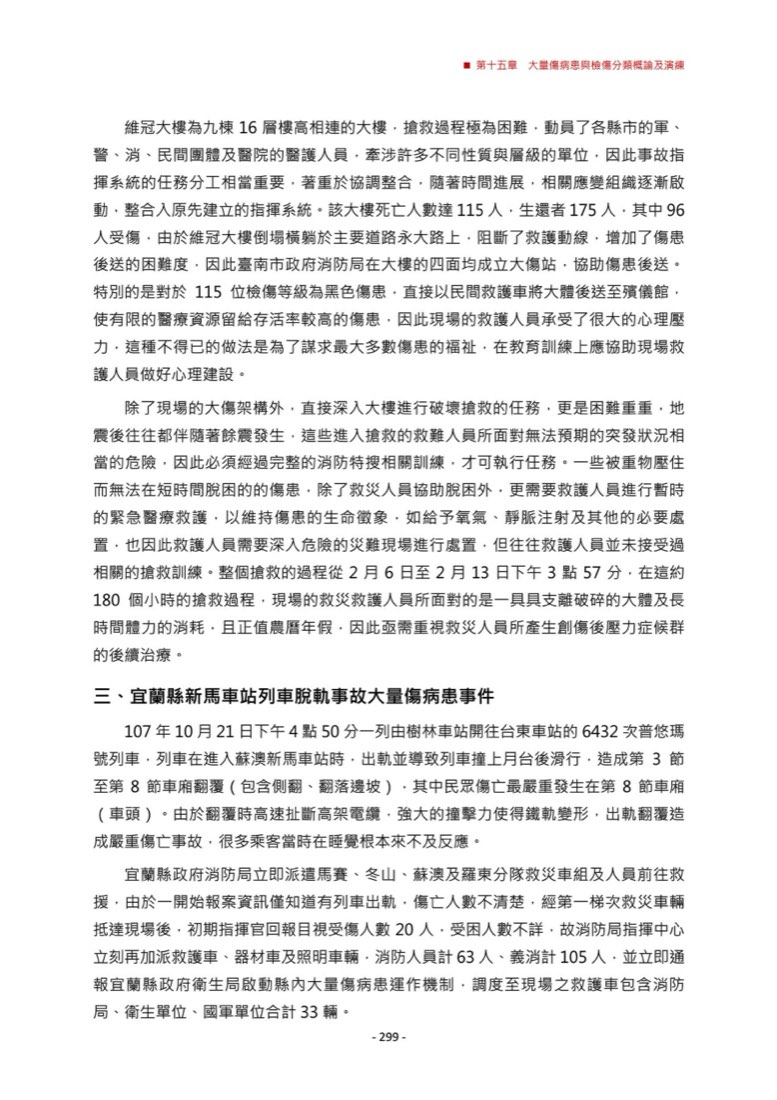 ■ 第十五章 大量傷病患與檢傷分類概論及演練
維冠大樓為九棟 16 層樓高相連的大樓，搶救過程極為困難，動員了各縣市的軍、
警、消、民間團體及醫院的醫護人員，牽涉許多不同性質與層級的單位，因此事故指
揮系統的任務分工相當重要，著重於協調整合，隨著時間進展，相關應變組織逐漸啟
動，整合入原先建立的指揮系統。該大樓死亡人數達 115 人，生還者 175 人，其中 96
人受傷，由於維冠大樓倒塌橫躺於主要道路永大路上，阻斷了救護動線，增加了傷患
後送的困難度，因此臺南市政府消防局在大樓的四面均成立大傷站，協助傷患後送。
特別的是對於 115 位檢傷等級為黑色傷患，直接以民間救護車將大體後送至殯儀館，
使有限的醫療資源留給存活率較高的傷患，因此現場的救護人員承受了很大的心理壓
力，這種不得已的做法是為了謀求最大多數傷患的福祉，在教育訓練上應協助現場救
護人員做好心理建設。
除了現場的大傷架構外，直接深入大樓進行破壞搶救的任務，更是困難重重，地
震後往往都伴隨著餘震發生，這些進入搶救的救難人員所面對無法預期的突發狀況相
當的危險，因此必須經過完整的消防特搜相關訓練，才可執行任務。一些被重物壓住
而無法在短時間脫困的的傷患，除了救災人員協助脫困外，更需要救護人員進行暫時
的緊急醫療救護，以維持傷患的生命徵象，如給予氧氣、靜脈注射及其他的必要處
置，也因此救護人員需要深入危險的災難現場進行處置，但往往救護人員並未接受過
相關的搶救訓練。整個搶救的過程從 2 月 6 日至 2 月 13 日下午 3 點 57 分，在這約
180 個小時的搶救過程，現場的救災救護人員所面對的是一具具支離破碎的大體及長
時間體力的消耗，且正值農曆年假，因此亟需重視救災人員所產生創傷後壓力症候群
的後續治療。
三、宜蘭縣新馬車站列車脫軌事故大量傷病患事件
107 年 10 月 21 日下午 4 點 50 分一列由樹林車站開往台東車站的 6432 次普悠瑪
號列車，列車在進入蘇澳新馬車站時，出軌並導致列車撞上月台後滑行，造成第 3 節
至第 8 節車廂翻覆（包含側翻、翻落邊坡），其中民眾傷亡最嚴重發生在第 8 節車廂
（車頭）。由於翻覆時高速扯斷高架電纜，強大的撞擊力使得鐵軌變形，出軌翻覆造
成嚴重傷亡事故，很多乘客當時在睡覺根本來不及反應。
宜蘭縣政府消防局立即派遣馬賽、冬山、蘇澳及羅東分隊救災車組及人員前往救
援，由於一開始報案資訊僅知道有列車出軌，傷亡人數不清楚，經第一梯次救災車輛
抵達現場後，初期指揮官回報目視受傷人數 20 人，受困人數不詳，故消防局指揮中心
立刻再加派救護車、器材車及照明車輛，消防人員計 63 人、義消計 105 人，並立即通
報宜蘭縣政府衛生局啟動縣內大量傷病患運作機制，調度至現場之救護車包含消防
局、衛生單位、國軍單位合計 33 輛。
- 299 -